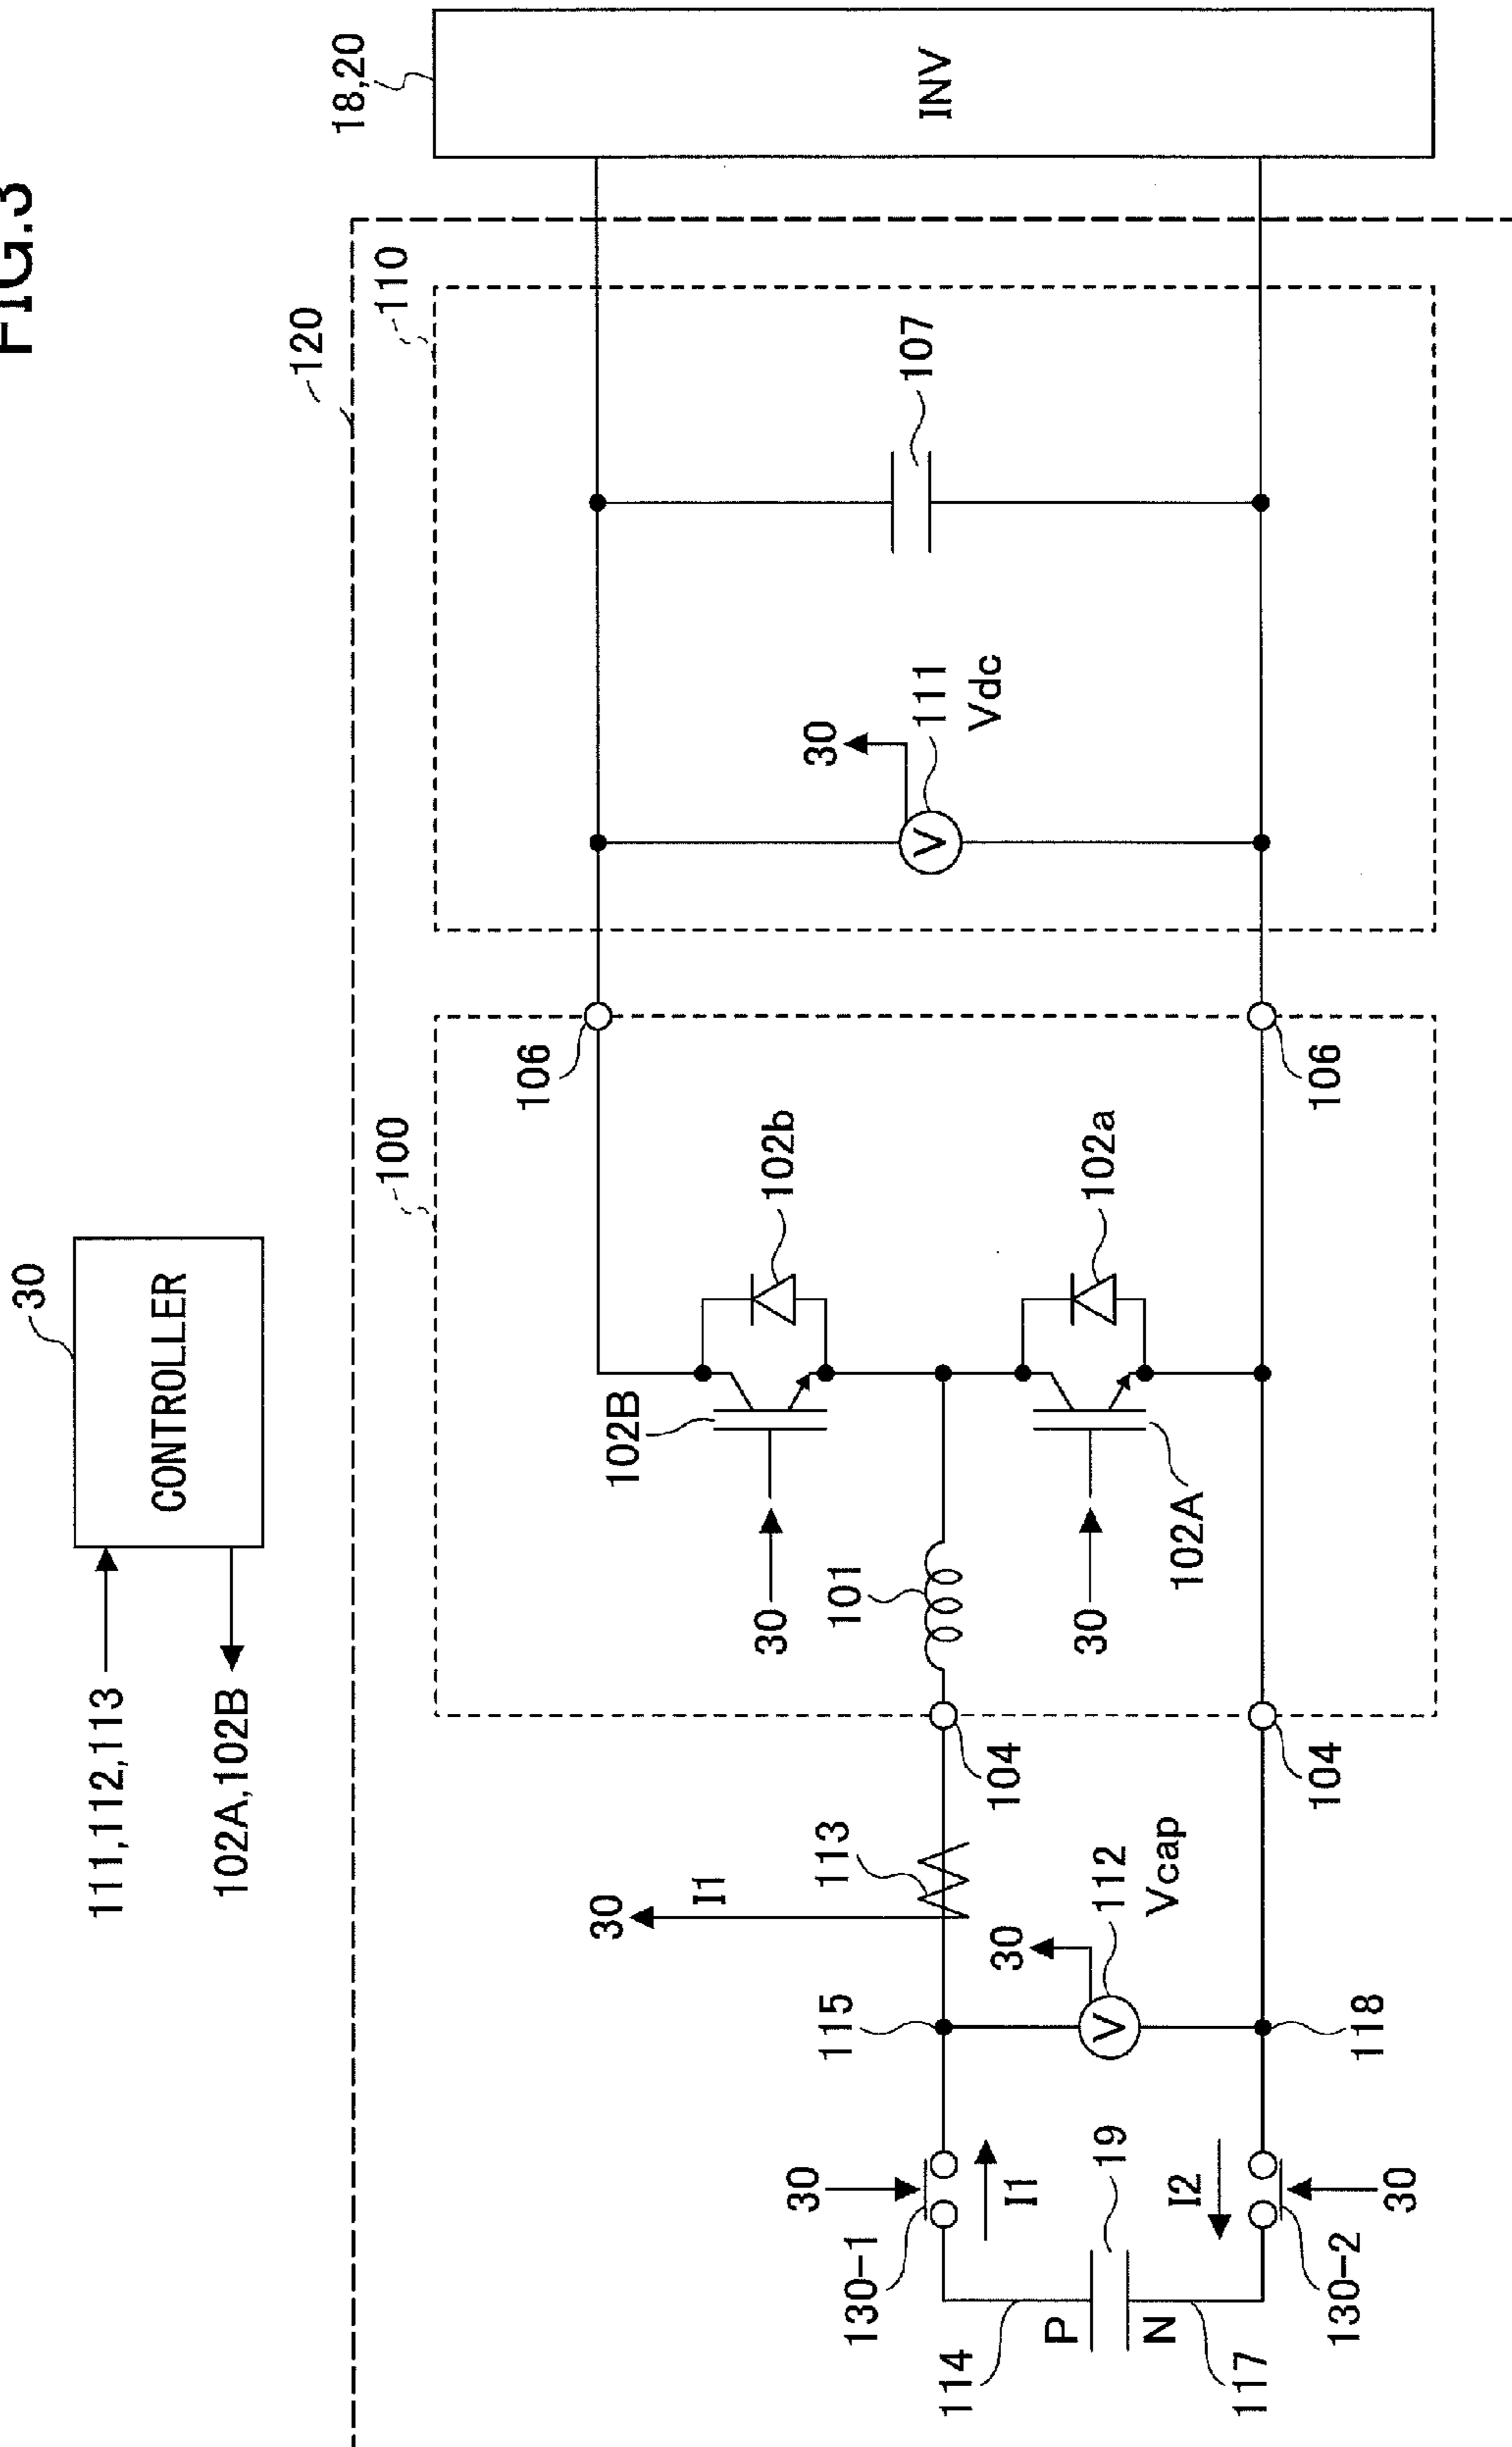 FIG.3
30
CONTROLLER
111,112,113
102A,102B
120
18,20
INV
100
110
106
102B
102b
30
101
102a
30
102A
106
30
111
Vdc
107
30
I1
113
104
104
115
30
112
Vcap
118
30
130-1
I1
19
I2
30
130-2
114
P
N
117